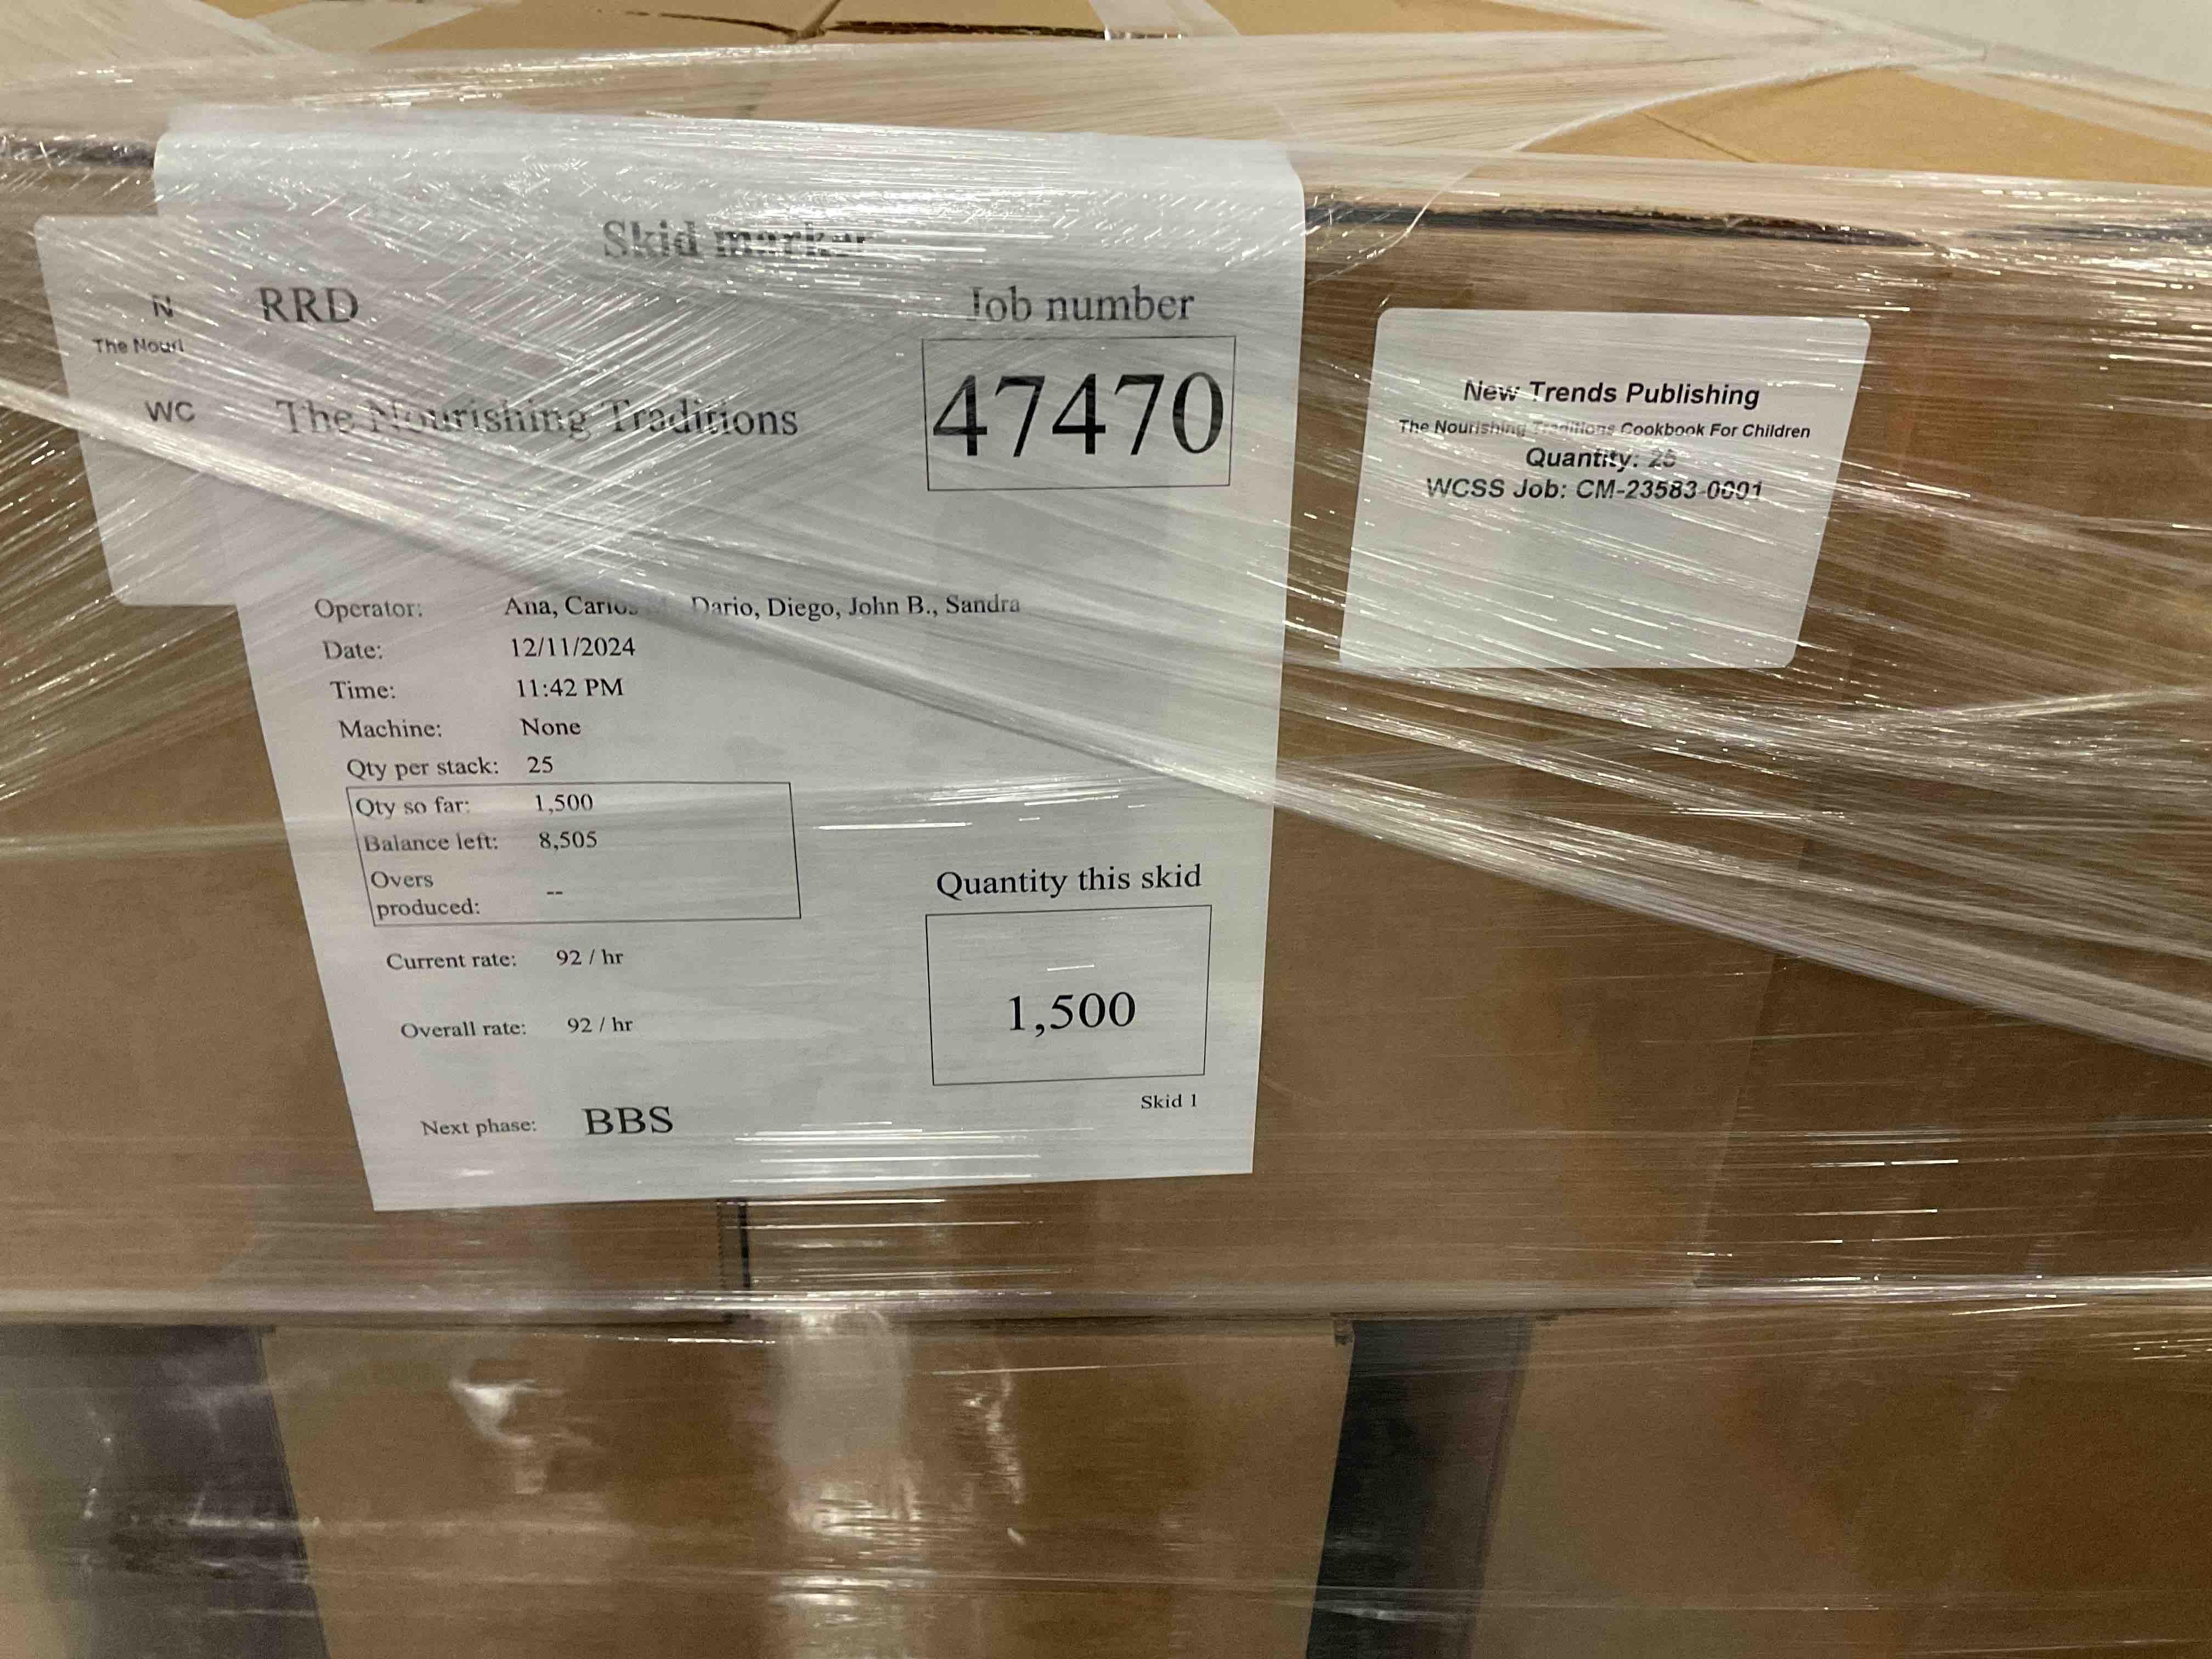 Skid marker
RRD
Job number
47470
The Nourishing Traditions
N
The Nouri
WC
Operator: Ana, Carlos Dario, Diego, John B., Sandra
Date: 12/11/2024
Time: 11:42 PM
Machine: None
Qty per stack: 25
Qty so far: 1,500
Balance left: 8,505
Overs produced: --
Current rate: 92 / hr
Overall rate: 92 / hr
Next phase: BBS
Quantity this skid
1,500
Skid 1
New Trends Publishing
The Nourishing Traditions Cookbook For Children
Quantity: 25
WCSS Job: CM-23583-0001